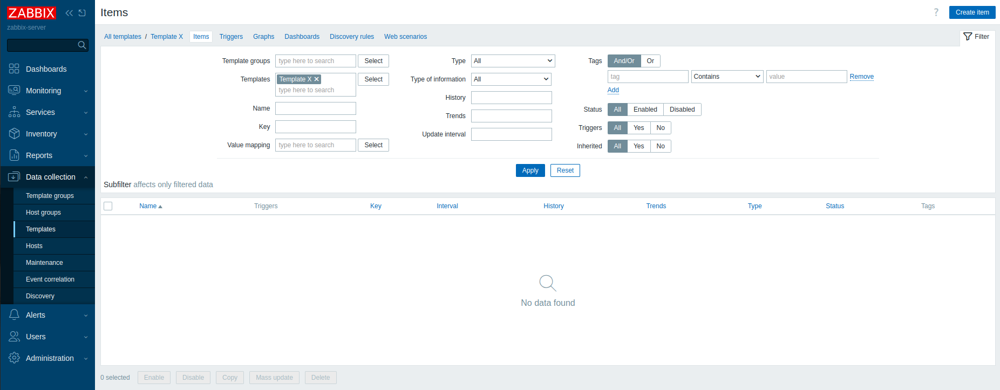 ZABBIX
zabbix-server
Dashboards
Monitoring
Services
Inventory
Reports
Data collection
Template groups
Host groups
Templates
Hosts
Maintenance
Event correlation
Discovery
Alerts
Users
Administration
Items
? Create item
All templates / Template X Items Triggers Graphs Dashboards Discovery rules Web scenarios Filter
Template groups type here to search Select
Templates Template X Select
type here to search
Name
Key
Value mapping type here to search Select
Type All
Type of information All
History
Trends
Update interval
Tags And/Or Or
tag Contains value Remove
Add
Status All Enabled Disabled
Triggers All Yes No
Inherited All Yes No
Apply Reset
Subfilter affects only filtered data
Name Triggers Key Interval History Trends Type Status Tags
No data found
0 selected Enable Disable Copy Mass update Delete